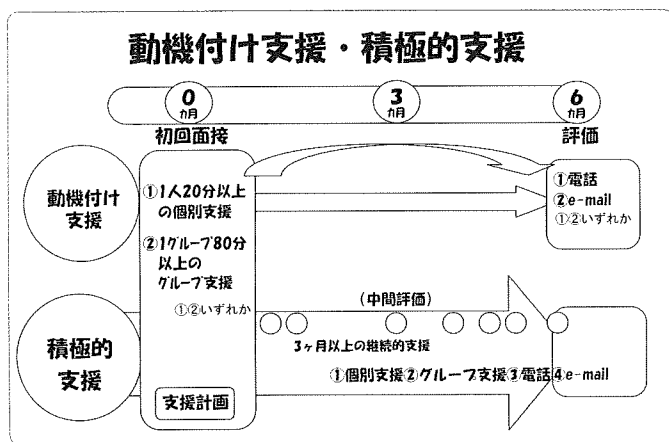 動機付け支援・積極的支援
0
カ月
3
カ月
6
カ月
初回面接
評価
動機付け
支援
①1人20分以上
の個別支援
②1グループ80分
以上の
グループ支援
①②いずれか
①電話
②e-mail
①②いずれか
積極的
支援
(中間評価)
3ヶ月以上の継続的支援
①個別支援②グループ支援③電話④e-mail
支援計画